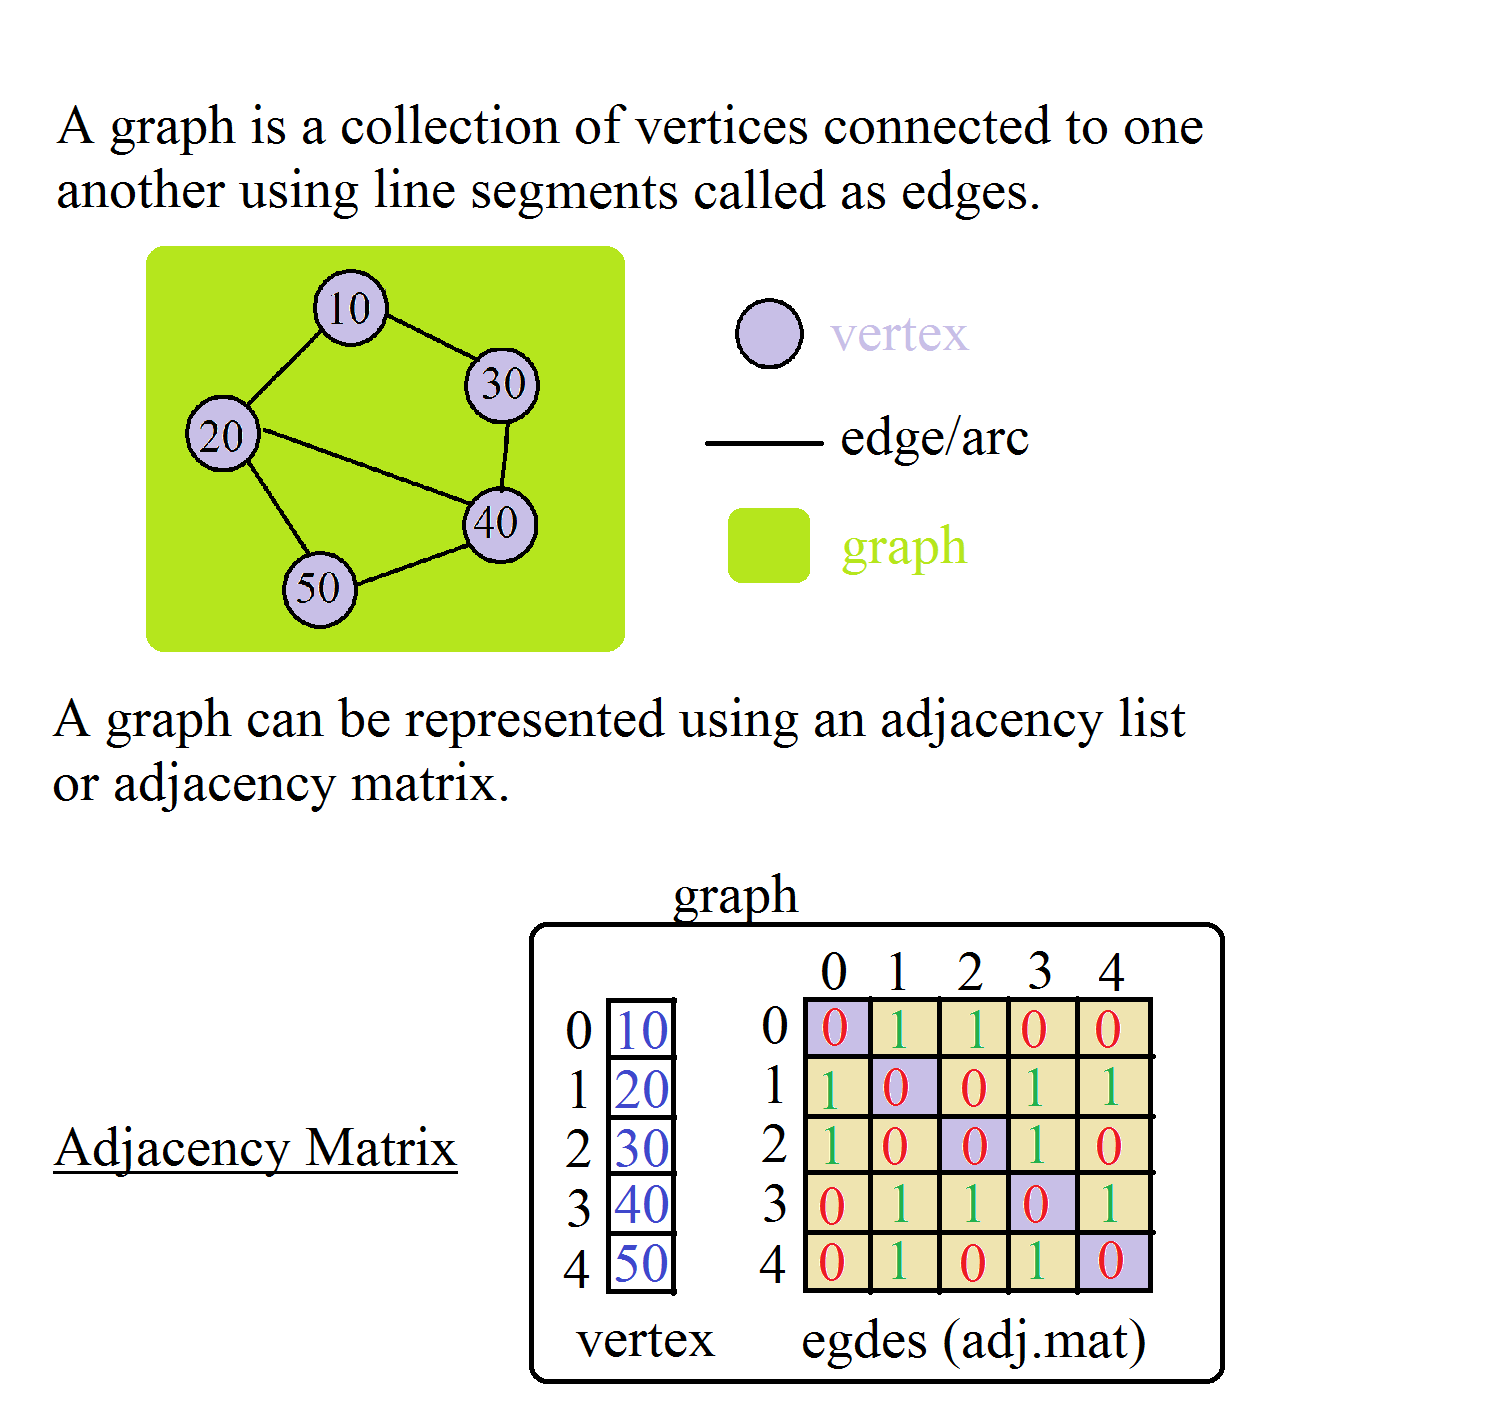 A graph is a collection of vertices connected to one
another using line segments called as edges.
10
30
20
40
50
vertex
edge/arc
graph
A graph can be represented using an adjacency list
or adjacency matrix.
graph
0 1 2 3 4
0 10 0 0 1 1 0 0
1 20 1 1 0 0 1 1
2 30 2 1 0 0 1 0
3 40 3 0 1 1 0 1
4 50 4 0 1 0 1 0
Adjacency Matrix
vertex egdes (adj.mat)